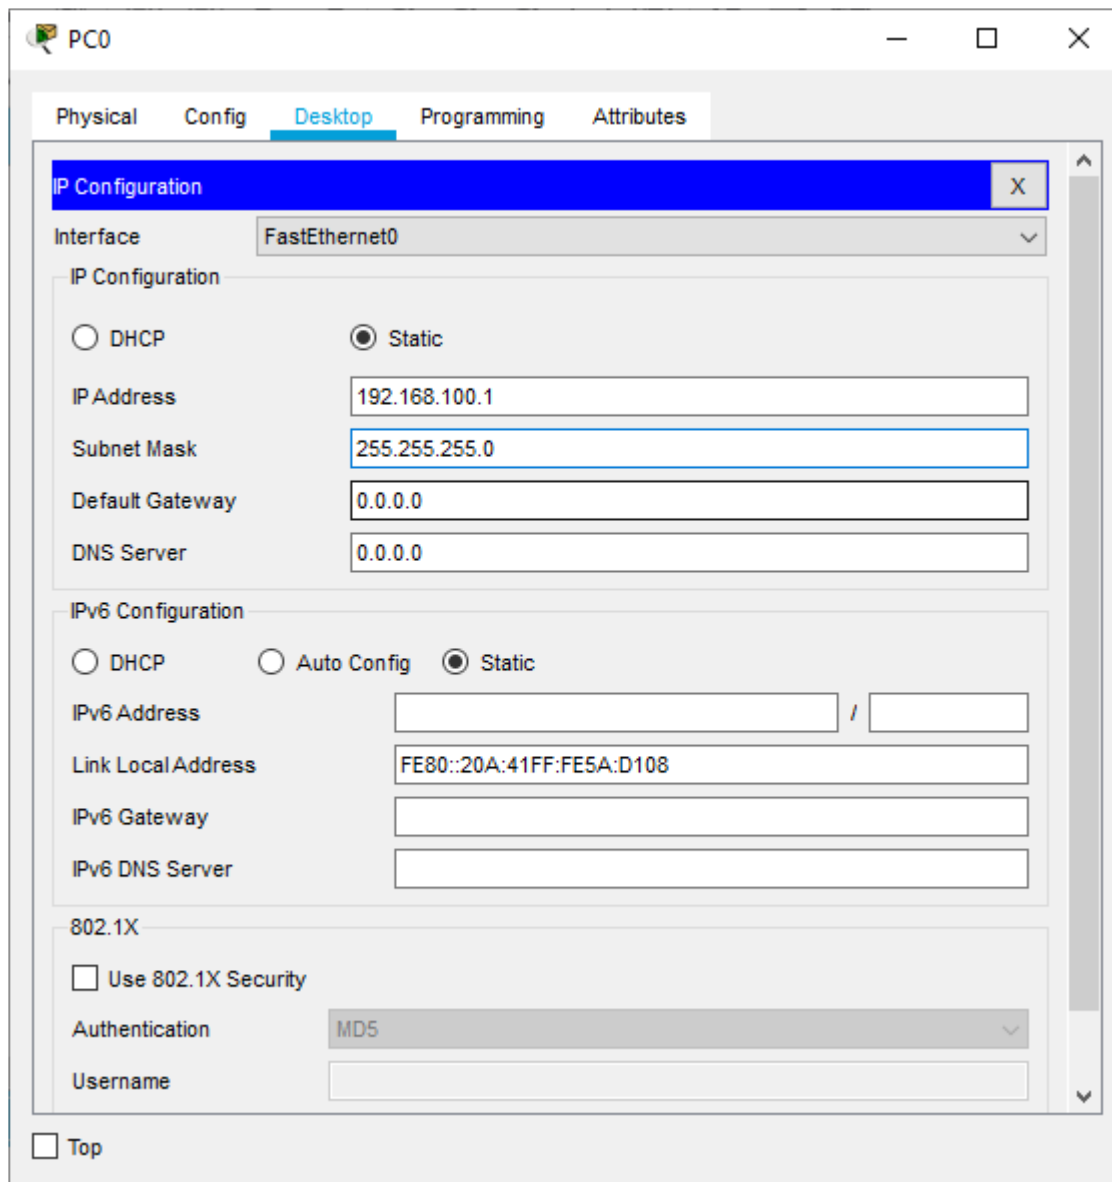 PC0
Physical Config Desktop Programming Attributes
IP Configuration X
Interface FastEthernet0
IP Configuration
DHCP Static
IP Address 192.168.100.1
Subnet Mask 255.255.255.0
Default Gateway 0.0.0.0
DNS Server 0.0.0.0
IPv6 Configuration
DHCP Auto Config Static
IPv6 Address /
Link Local Address FE80::20A:41FF:FE5A:D108
IPv6 Gateway
IPv6 DNS Server
802.1X
Use 802.1X Security
Authentication MD5
Username
Top